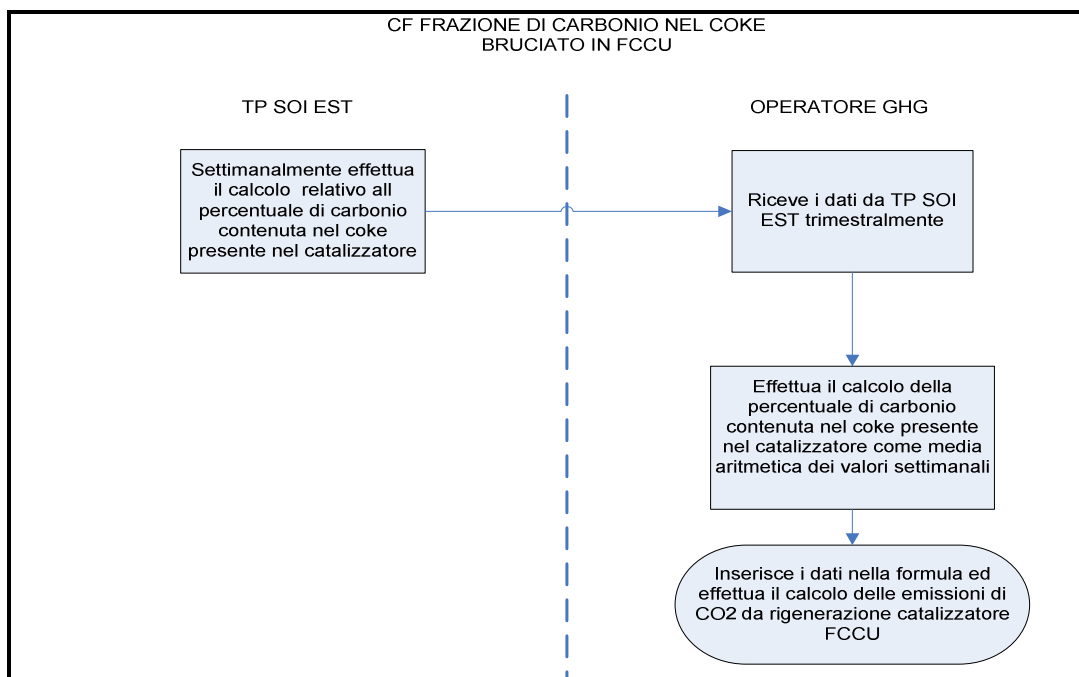 CF FRAZIONE DI CARBONIO NEL COKE
BRUCIATO IN FCCU
TP SOI EST
OPERATORE GHG
Settimanalmente effettua
il calcolo relativo all
percentuale di carbonio
contenuta nel coke
presente nel catalizzatore
Riceve i dati da TP SOI
EST trimestralmente
Effettua il calcolo della
percentuale di carbonio
contenuta nel coke presente
nel catalizzatore come media
aritmetica dei valori settimanali
Inserisce i dati nella formula ed
effettua il calcolo delle emissioni di
CO2 da rigenerazione catalizzatore
FCCU